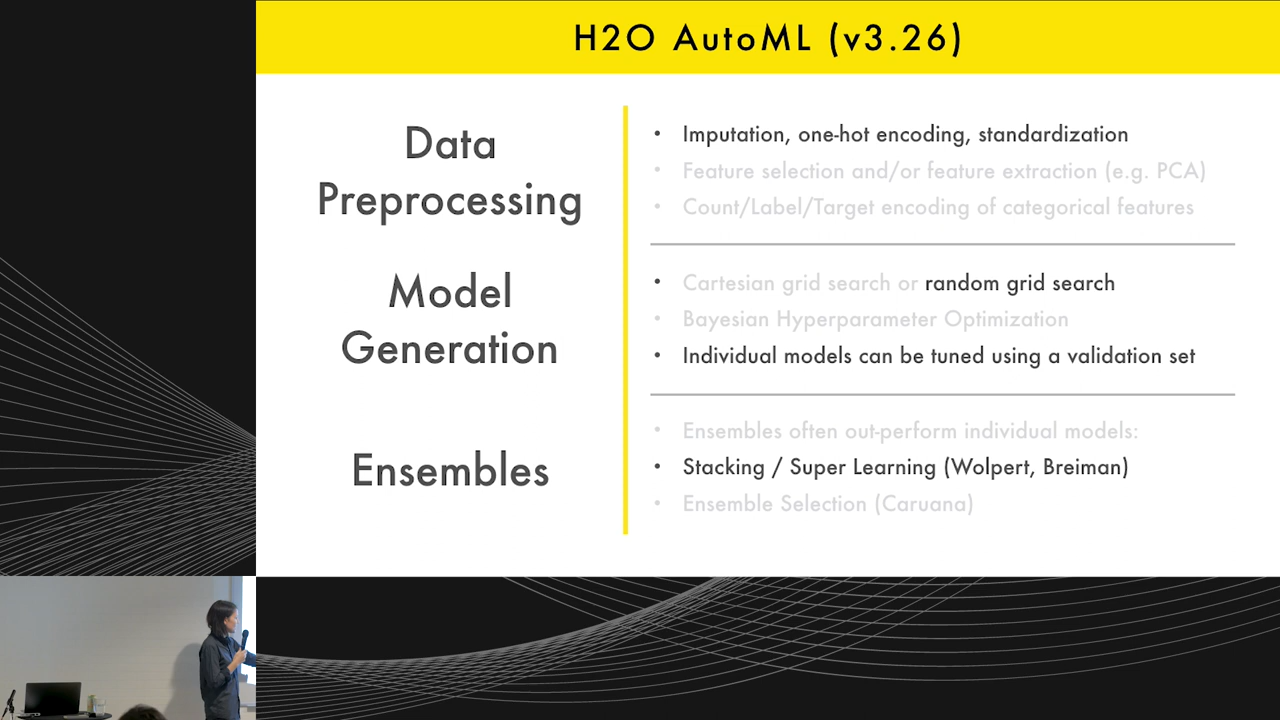 H2O AutoML (v3.26)
Data
Preprocessing
• Imputation, one-hot encoding, standardization
• Feature selection and/or feature extraction (e.g. PCA)
• Count/Label/Target encoding of categorical features
Model
Generation
• Cartesian grid search or random grid search
• Bayesian Hyperparameter Optimization
• Individual models can be tuned using a validation set
Ensembles
• Ensembles often out-perform individual models:
• Stacking / Super Learning (Wolpert, Breiman)
• Ensemble Selection (Caruana)